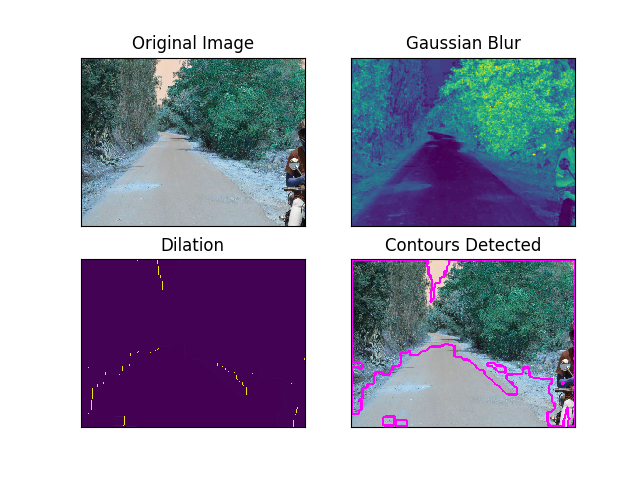 Original Image
Gaussian Blur
Dilation
Contours Detected